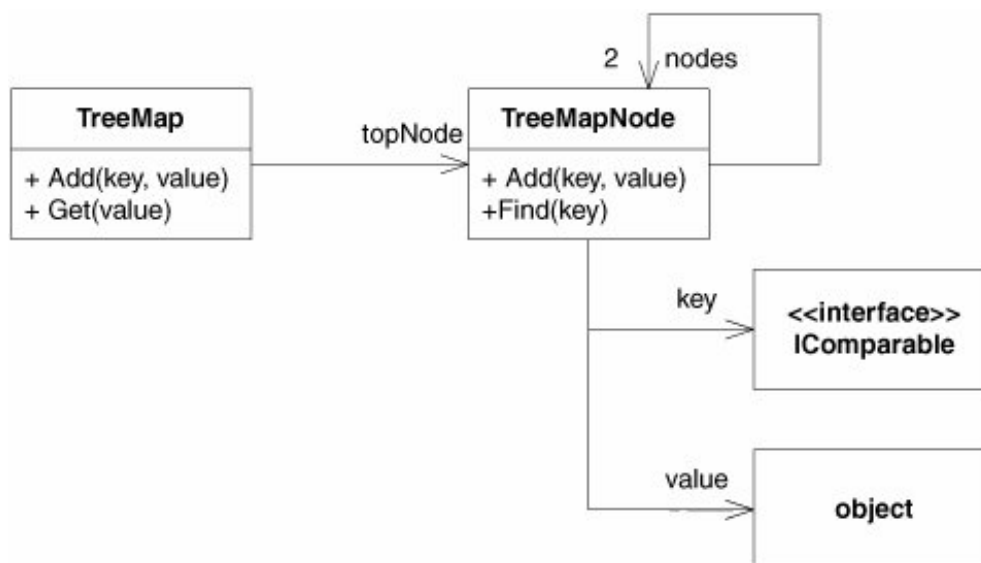 2 nodes
TreeMap
topNode
TreeMapNode
+ Add(key, value)
+ Get(value)
+ Add(key, value)
+Find(key)
key
<<interface>>
IComparable
value
object